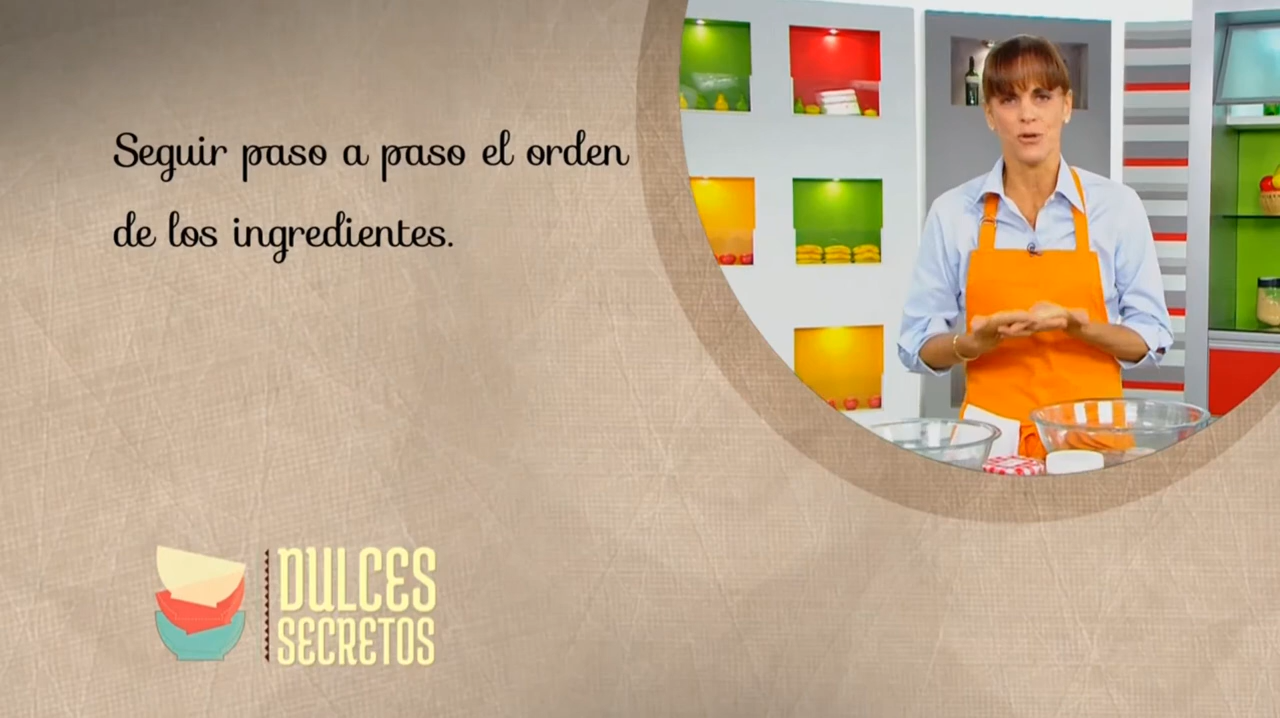 Seguir paso a paso el orden
de los ingredientes.
DULCES
SECRETOS